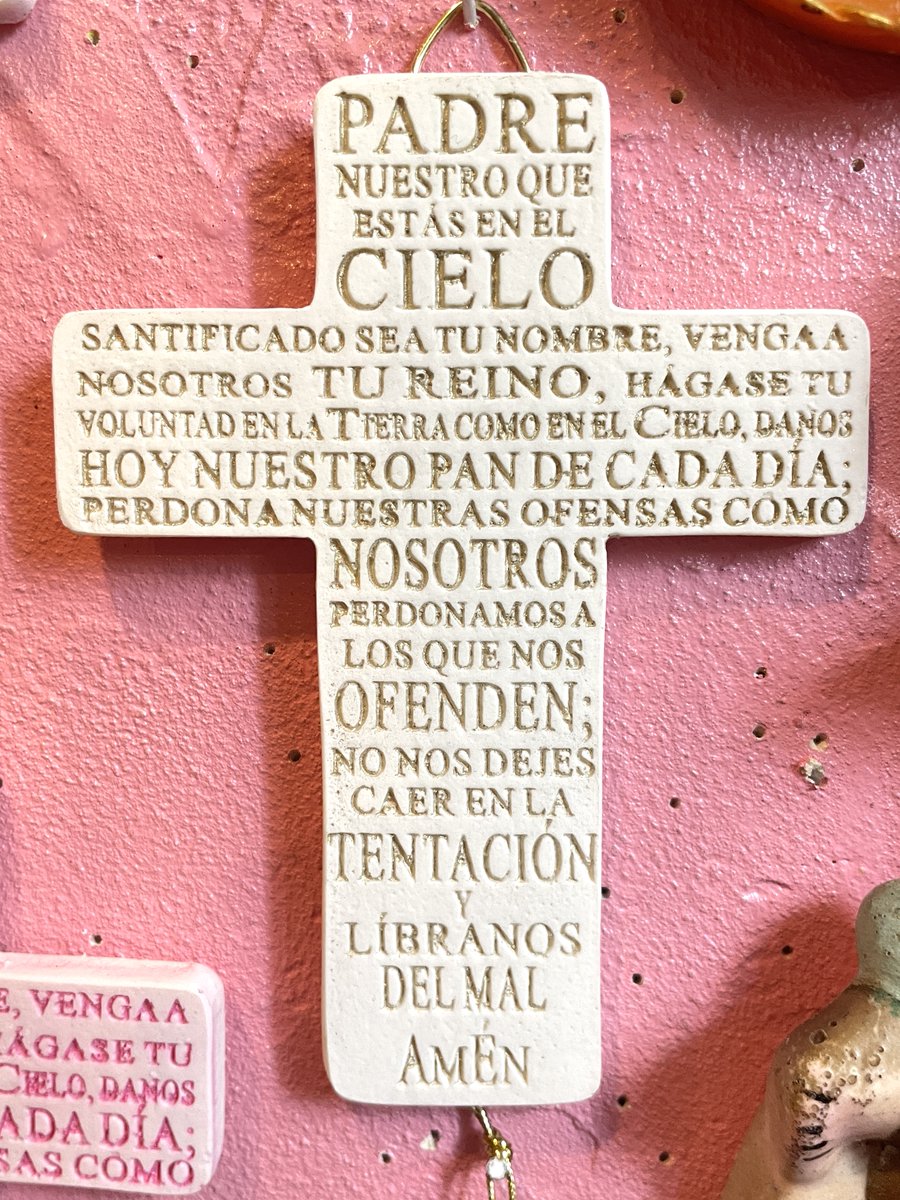 PADRE
NUESTRO QUE
ESTÁS EN EL
CIELO
SANTIFICADO SEA TU NOMBRE, VENGA A
NOSOTROS TU REINO, HÁGASE TU
VOLUNTAD EN LA TIERRA COMO EN EL CIELO, DANOS
HOY NUESTRO PAN DE CADA DÍA;
PERDONA NUESTRAS OFENSAS COMO
NOSOTROS
PERDONAMOS A
LOS QUE NOS
OFENDEN;
NO NOS DEJES
CAER EN LA
TENTACIÓN
Y
LÍBRANOS
DEL MAL
AMÉN
E, VENGA A
HÁGASE TU
CIELO, DANOS
ADA DÍA;
SAS COMO